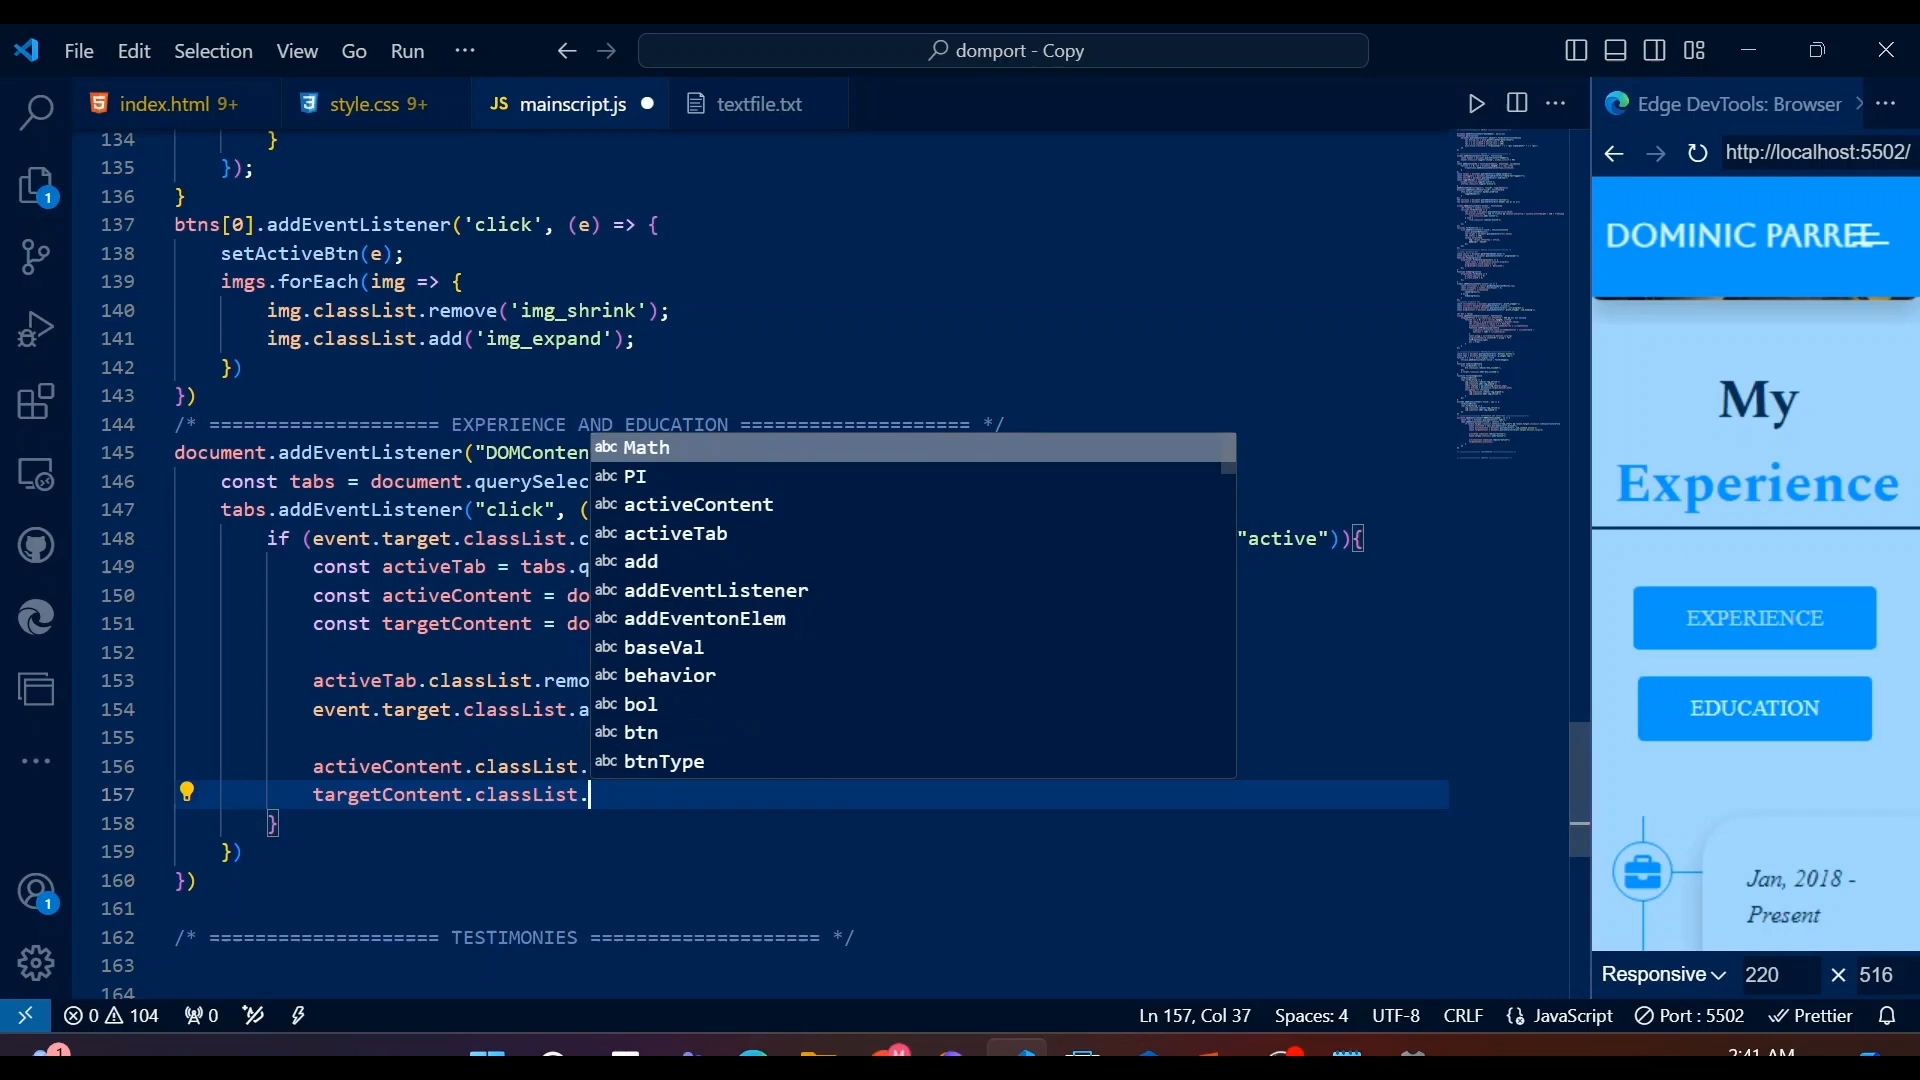 File Edit Selection View Go Run ···
domport - Copy
index.html 9+
style.css 9+
JS mainscript.js
textfile.txt
Edge DevTools: Browser
http://localhost:5502/
134 }
135 });
136 }
137 btns[0].addEventListener('click', (e) => {
138 setActiveBtn(e);
139 imgs.forEach(img => {
140 img.classList.remove('img_shrink');
141 img.classList.add('img_expand');
142 })
143 })
144 /* ==================== EXPERIENCE AND EDUCATION ==================== */
145 document.addEventListener("DOMConten
146 const tabs = document.querySelec
147 tabs.addEventListener("click", (
148 if (event.target.classList.c "active")){
149 const activeTab = tabs.q
150 const activeContent = do
151 const targetContent = do
152
153 activeTab.classList.remo
154 event.target.classList.a
155
156 activeContent.classList.
157 targetContent.classList.
158 }
159 })
160 })
161
162 /* ==================== TESTIMONIES ==================== */
163
164
abc Math
abc PI
abc activeContent
abc activeTab
abc add
abc addEventListener
abc addEventonElem
abc baseVal
abc behavior
abc bol
abc btn
abc btnType
DOMINIC
My
Experience
EXPERIENCE
EDUCATION
Jan, 2018 -
Present
Responsive 220 × 516
1
1
0 104 0
Ln 157, Col 37 Spaces: 4 UTF-8 CRLF JavaScript Port : 5502 Prettier
2:41 AM